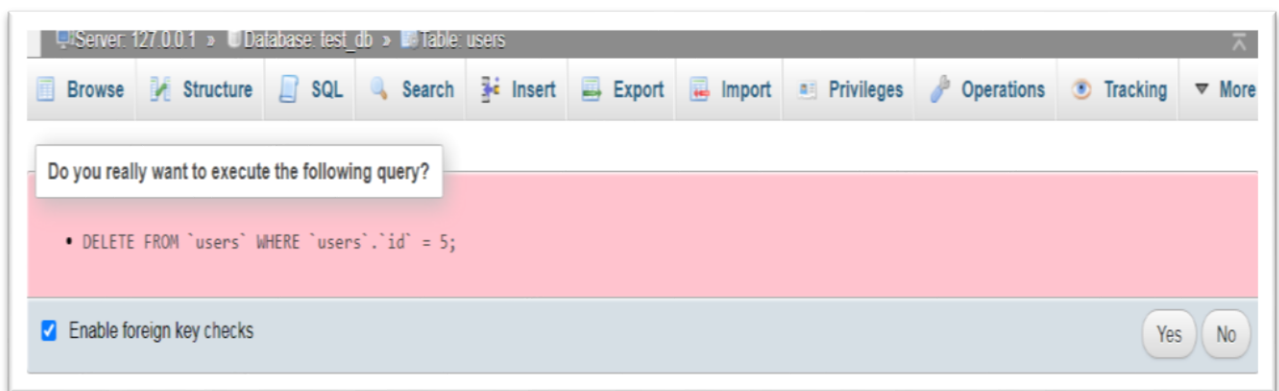 Server: 127.0.0.1 » Database: test_db » Table: users
Browse Structure SQL Search Insert Export Import Privileges Operations Tracking More
Do you really want to execute the following query?
• DELETE FROM `users` WHERE `users`.`id` = 5;
Enable foreign key checks
Yes No